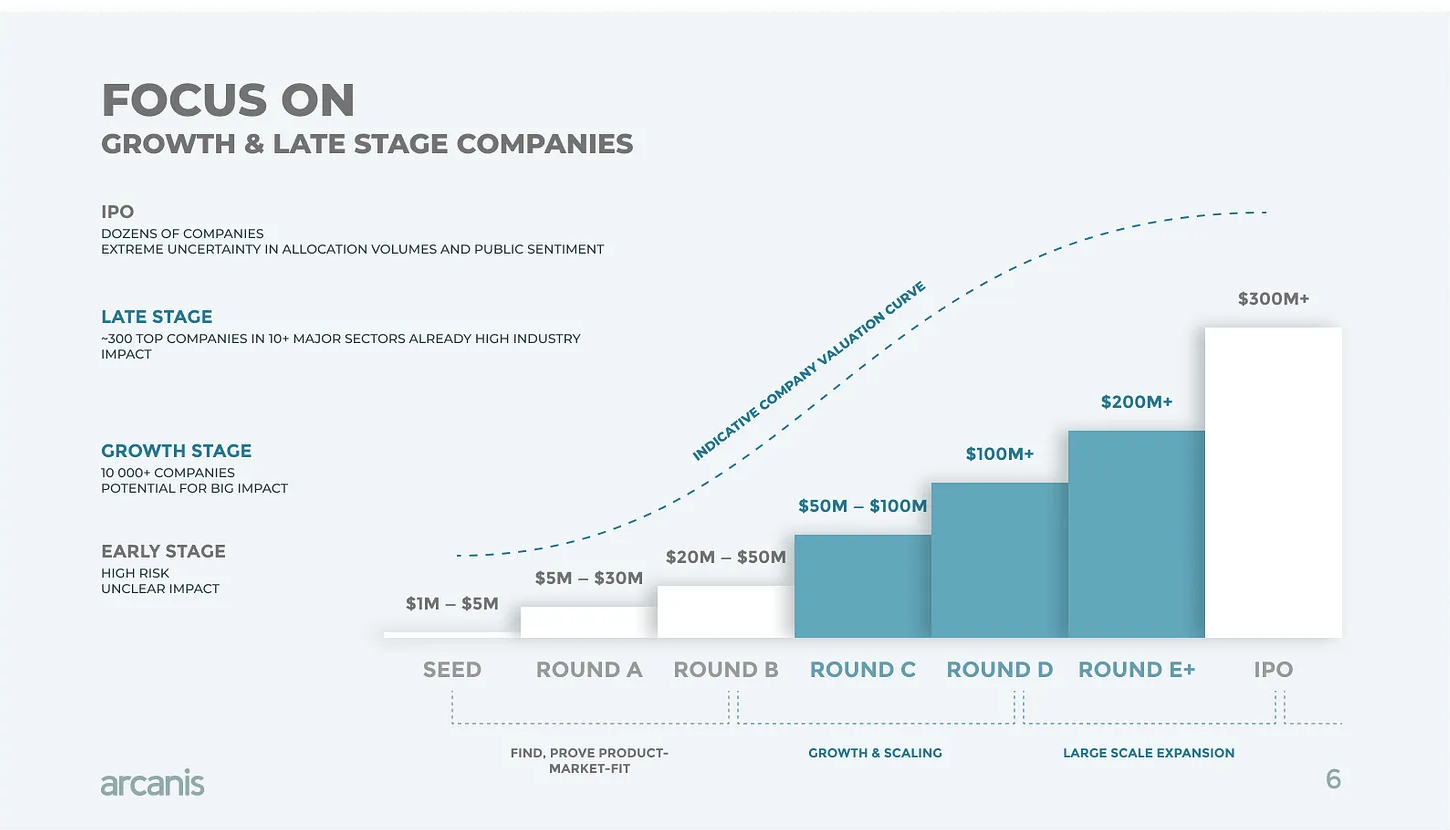 FOCUS ON
GROWTH & LATE STAGE COMPANIES
IPO
DOZENS OF COMPANIES
EXTREME UNCERTAINTY IN ALLOCATION VOLUMES AND PUBLIC SENTIMENT
LATE STAGE
~300 TOP COMPANIES IN 10+ MAJOR SECTORS ALREADY HIGH INDUSTRY
IMPACT
GROWTH STAGE
10 000+ COMPANIES
POTENTIAL FOR BIG IMPACT
EARLY STAGE
HIGH RISK
UNCLEAR IMPACT
INDICATIVE COMPANY VALUATION CURVE
$1M – $5M
$5M – $30M
$20M – $50M
$50M – $100M
$100M+
$200M+
$300M+
SEED
ROUND A
ROUND B
ROUND C
ROUND D
ROUND E+
IPO
FIND, PROVE PRODUCT-
MARKET-FIT
GROWTH & SCALING
LARGE SCALE EXPANSION
arcanis
6